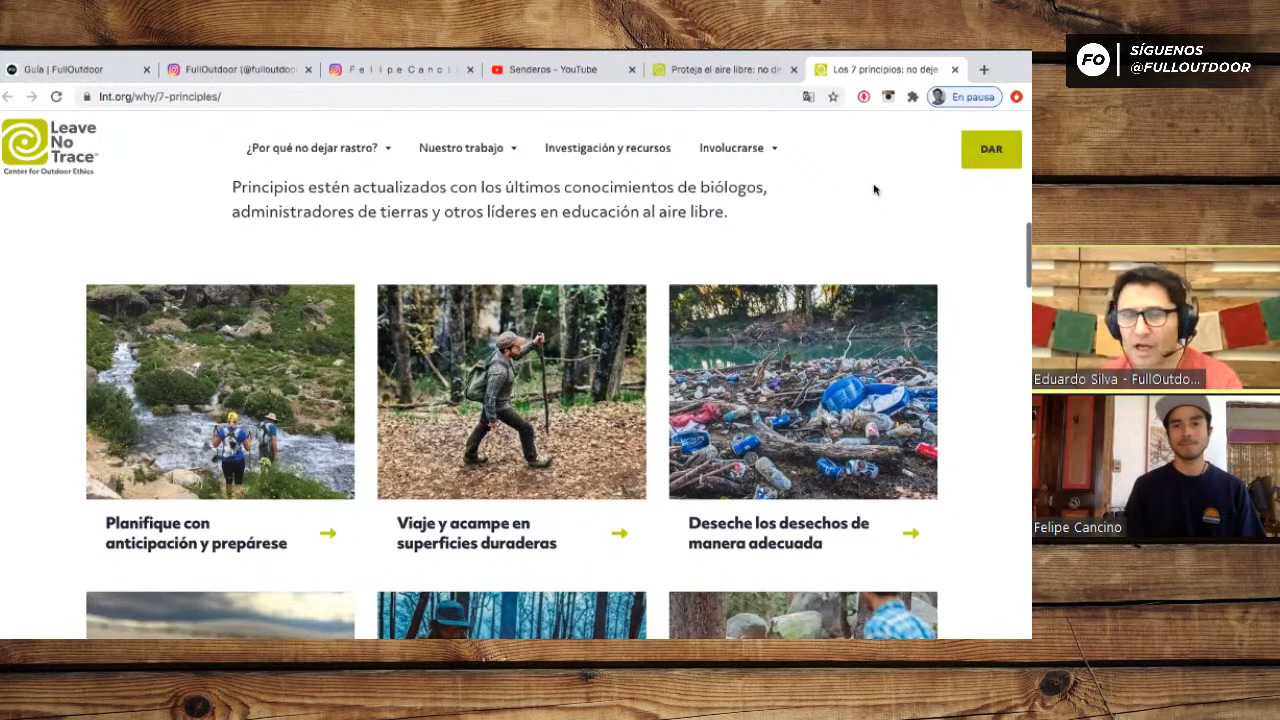 FO
SÍGUENOS
@FULLOUTDOOR
Guía | FullOutdoor
FullOutdoor (@fulloutdo
F e l i p e C a n c i
Senderos - YouTube
Proteja el aire libre: no de
Los 7 principios: no deje
lnt.org/why/7-principles/
En pausa
Leave
No
Trace
Center for Outdoor Ethics
¿Por qué no dejar rastro?
Nuestro trabajo
Investigación y recursos
Involucrarse
DAR
Principios estén actualizados con los últimos conocimientos de biólogos,
administradores de tierras y otros líderes en educación al aire libre.
Planifique con
anticipación y prepárese
Viaje y acampe en
superficies duraderas
Deseche los desechos de
manera adecuada
Eduardo Silva - FullOutdo...
Felipe Cancino